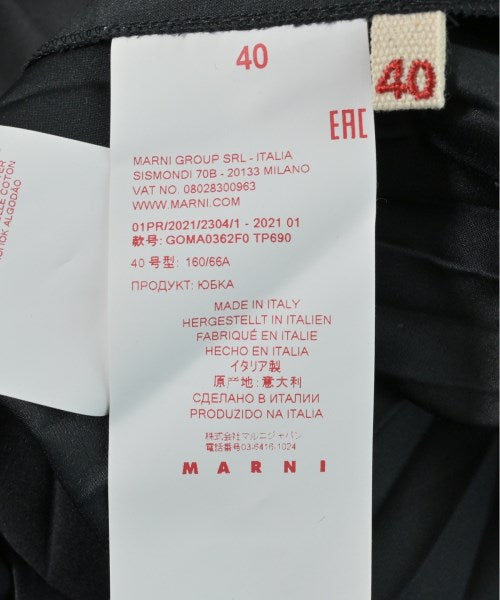 40
40
EAC
MARNI GROUP SRL - ITALIA
SISMONDI 70B - 20133 MILANO
VAT NO. 08028300963
WWW.MARNI.COM
01PR/2021/2304/1 - 2021 01
款号: GOMA0362F0 TP690
40 号型: 160/66A
ПРОДУКТ: ЮБКА
MADE IN ITALY
HERGESTELLT IN ITALIEN
FABRIQUÉ EN ITALIE
HECHO EN ITALIA
イタリア製
原产地: 意大利
СДЕЛАНО В ИТАЛИИ
PRODUZIDO NA ITALIA
株式会社マルニジャパン
電話番号03-6416-1024
MARNI
COTON
ALGODÃO